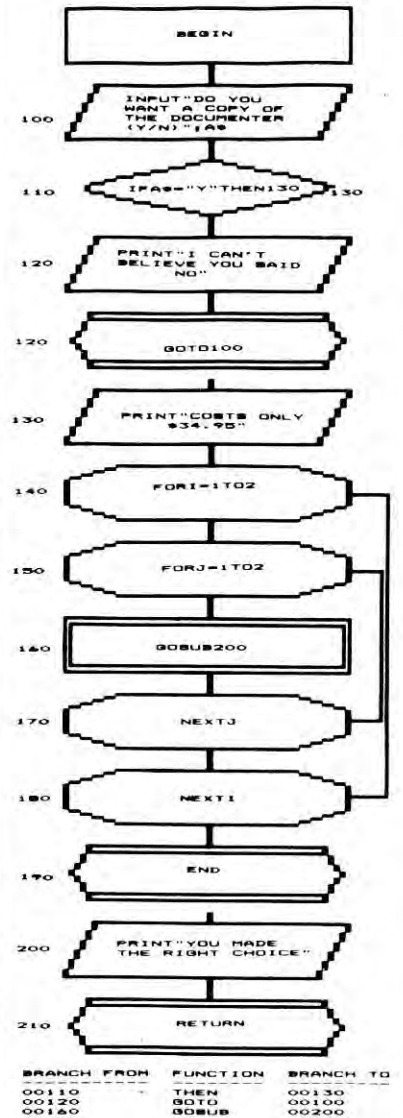 BEGIN
100
INPUT"DO YOU
WANT A COPY OF
THE DOCUMENTER
(Y/N)";A$
110
IFA$="Y"THEN130
130
120
PRINT"I CAN'T
BELIEVE YOU SAID
NO"
120
GOTO100
130
PRINT"COSTS ONLY
$34.95"
140
FORI=1TO2
150
FORJ=1TO2
160
GOSUB200
170
NEXTJ
180
NEXTI
190
END
200
PRINT"YOU MADE
THE RIGHT CHOICE"
210
RETURN
BRANCH FROM FUNCTION BRANCH TO
00110 THEN 00130
00120 GOTO 00100
00160 GOSUB 00200